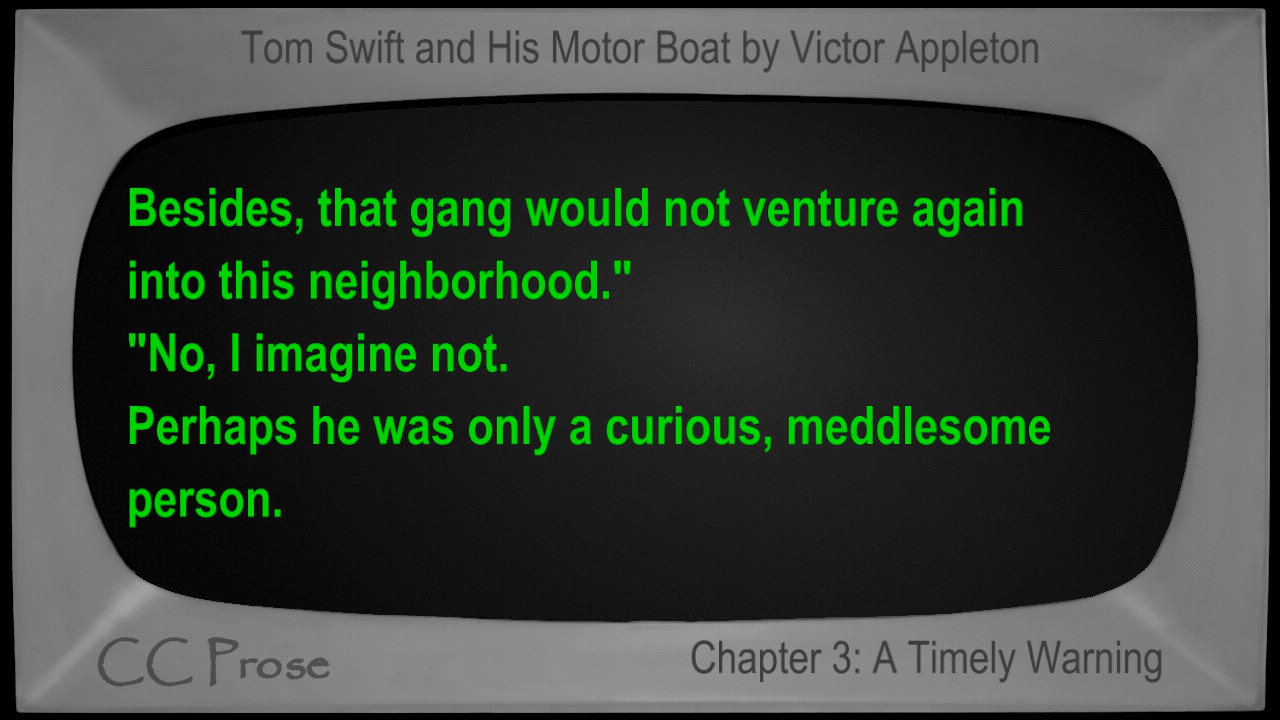 Tom Swift and His Motor Boat by Victor Appleton
Besides, that gang would not venture again
into this neighborhood."
"No, I imagine not.
Perhaps he was only a curious, meddlesome
person.
CC Prose
Chapter 3: A Timely Warning